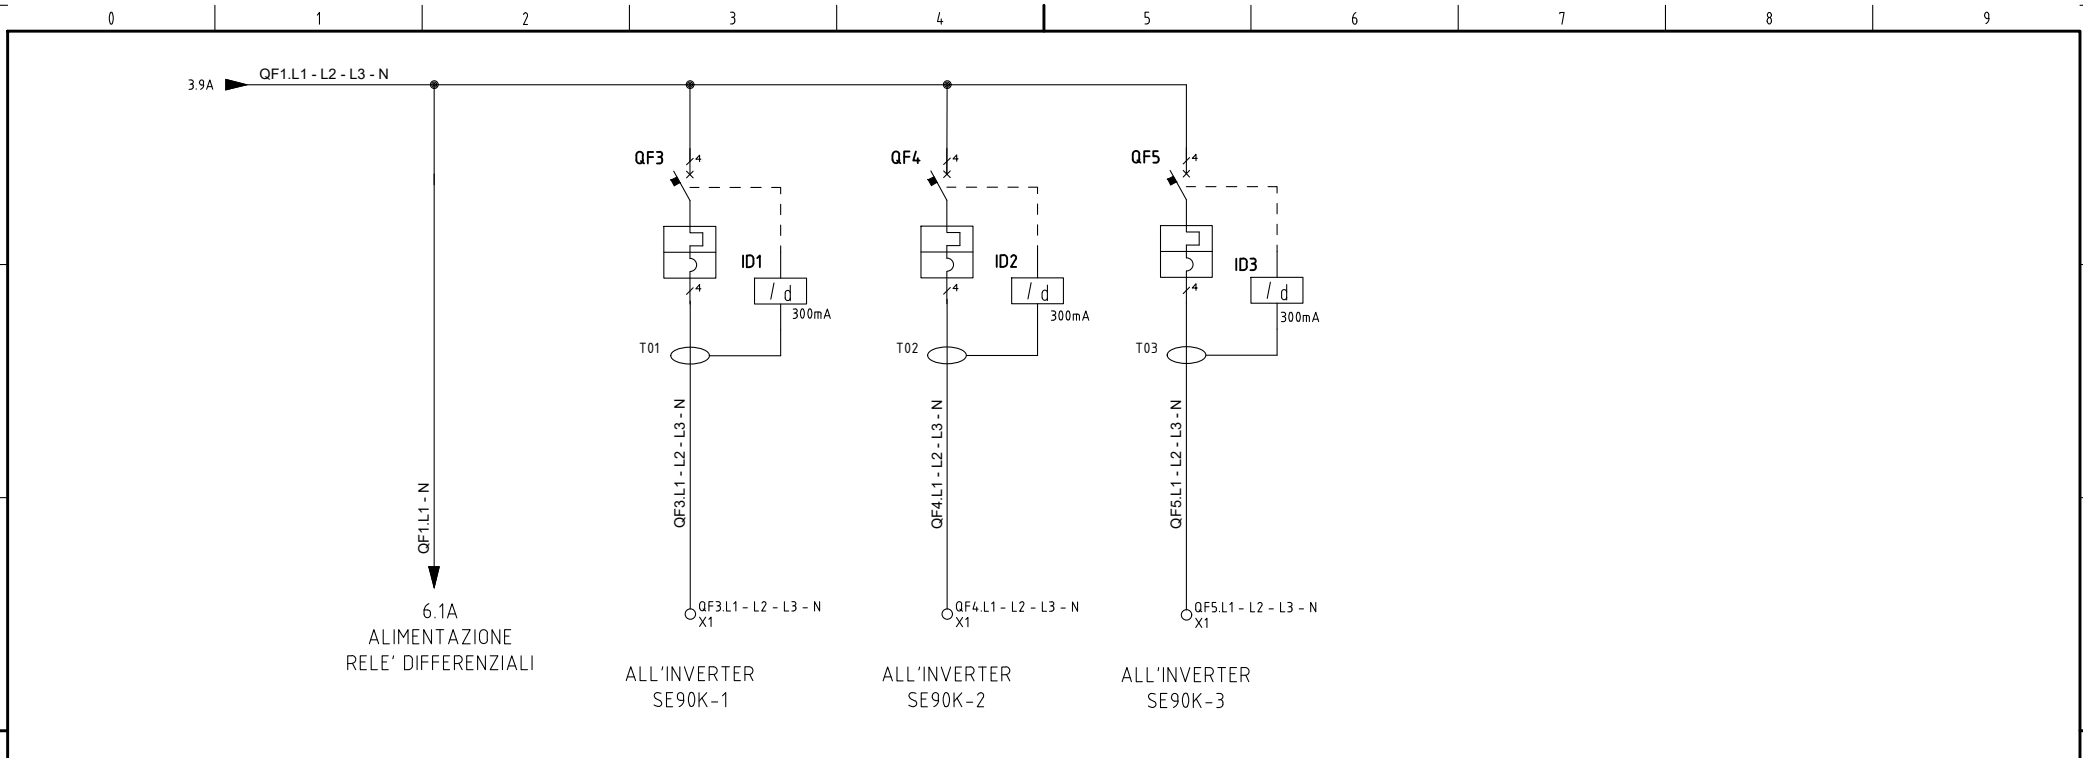 0 1 2 3 4 5 6 7 8 9
QF1.L1 - L2 - L3 - N
3.9A
QF3 4
QF4 4
QF5 4
ID1
ID2
ID3
4 / d
4 / d
4 / d
300mA
300mA
300mA
T01
T02
T03
QF1.L1 - N
QF3.L1 - L2 - L3 - N
QF4.L1 - L2 - L3 - N
QF5.L1 - L2 - L3 - N
6.1A
ALIMENTAZIONE
RELE' DIFFERENZIALI
QF3.L1 - L2 - L3 - N
X1
QF4.L1 - L2 - L3 - N
X1
QF5.L1 - L2 - L3 - N
X1
ALL'INVERTER
SE90K-1
ALL'INVERTER
SE90K-2
ALL'INVERTER
SE90K-3